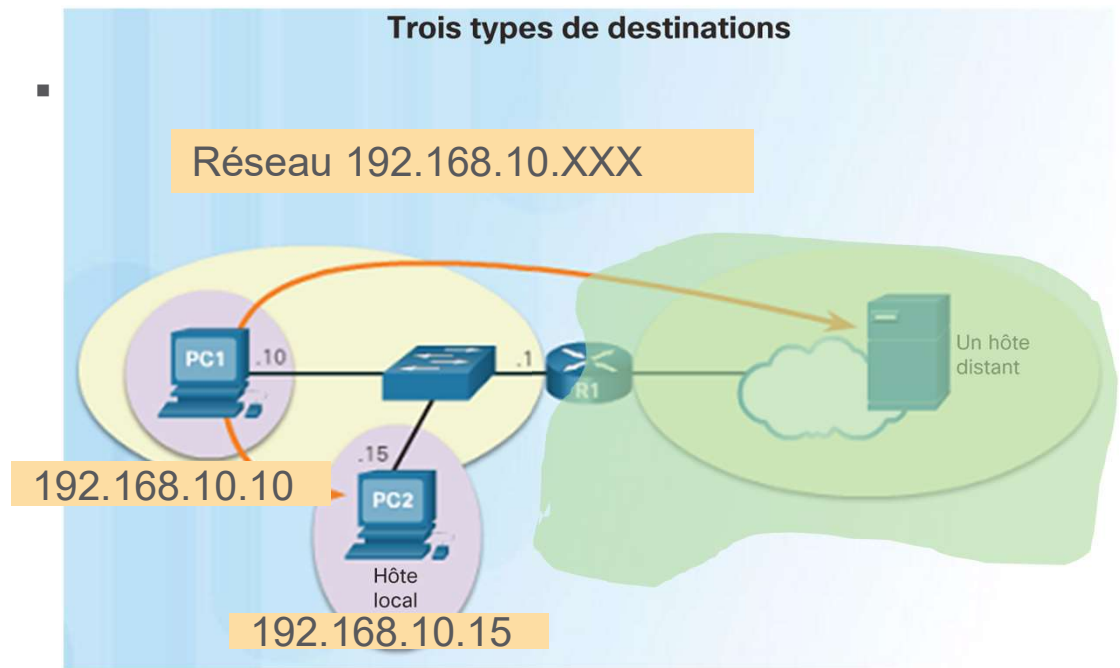 Trois types de destinations
Réseau 192.168.10.XXX
PC1
.10
.1
R1
Un hôte
distant
.15
192.168.10.10
PC2
Hôte
local
192.168.10.15